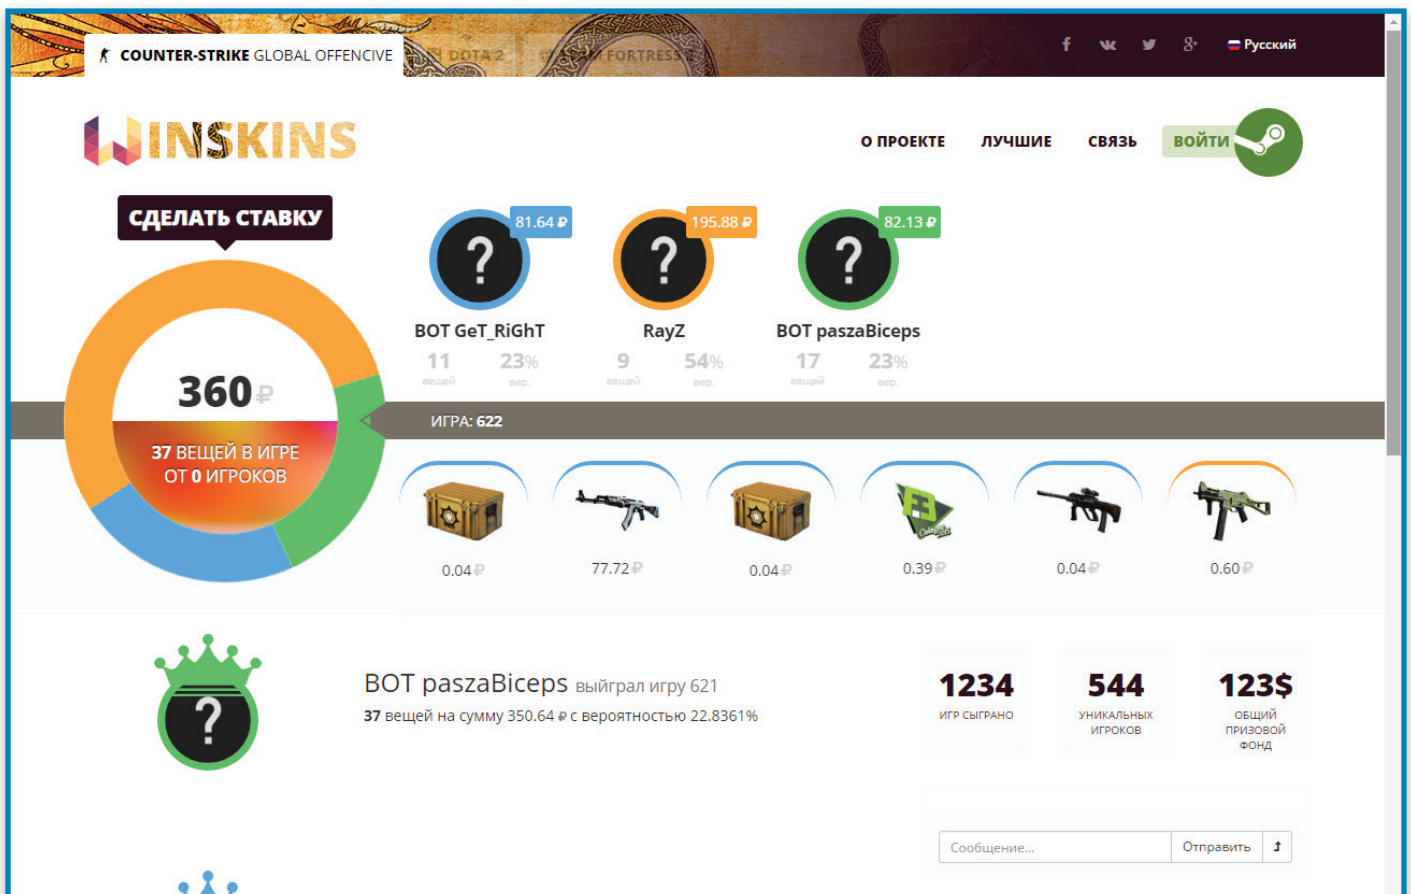 COUNTER-STRIKE GLOBAL OFFENCIVE
DOTA 2
TEAM FORTRESS
Русский
WINSKINS
О ПРОЕКТЕ
ЛУЧШИЕ
СВЯЗЬ
ВОЙТИ
СДЕЛАТЬ СТАВКУ
81.64 ₽
195.88 ₽
82.13 ₽
? ? ?
BOT GeT_RiGhT
RayZ
BOT paszaBiceps
11 23% 9 54% 17 23%
вещей вер. вещей вер. вещей вер.
360 ₽
37 ВЕЩЕЙ В ИГРЕ
ОТ 0 ИГРОКОВ
ИГРА: 622
0.04 ₽
77.72 ₽
0.04 ₽
0.39 ₽
0.04 ₽
0.60 ₽
?
BOT paszaBiceps выйграл игру 621
37 вещей на сумму 350.64 ₽ с вероятностью 22.8361%
1234
ИГР СЫГРАНО
544
УНИКАЛЬНЫХ
ИГРОКОВ
123$
ОБЩИЙ
ПРИЗОВОЙ
ФОНД
Сообщение...
Отправить